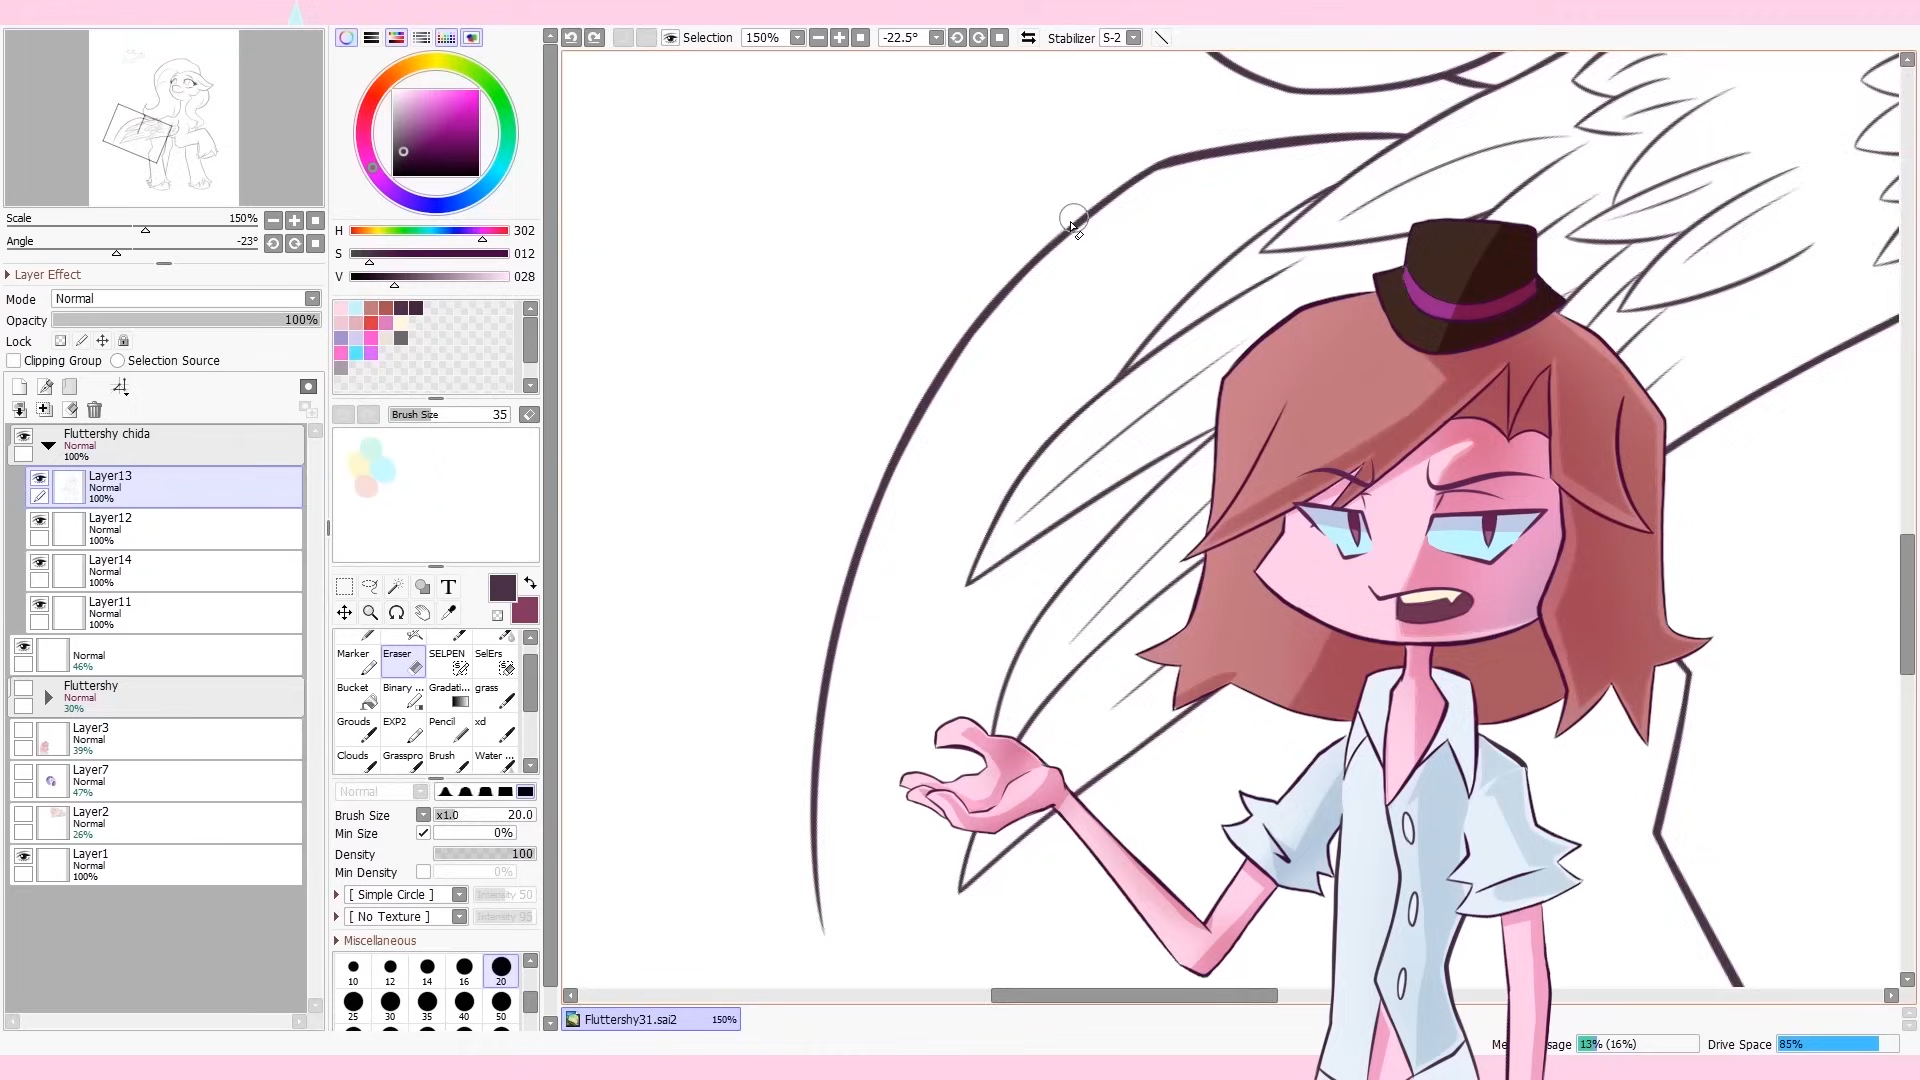 Selection 150% -22.5° Stabilizer S-2
Scale 150%
Angle -23°
Layer Effect
Mode Normal
Opacity 100%
Lock
Clipping Group Selection Source
Fluttershy chida
Normal
100%
Layer13
Normal
100%
Layer12
Normal
100%
Layer14
Normal
100%
Layer11
Normal
100%
Normal
46%
Fluttershy
Normal
30%
Layer3
Normal
39%
Layer7
Normal
47%
Layer2
Normal
26%
Layer1
Normal
100%
H 302
S 012
V 028
Brush Size 35
T
Marker Eraser SELPEN SelErs
Bucket Binary ... Gradati... grass
Grouds EXP2 Pencil xd
Clouds Grasspro Brush Water ...
Normal
Brush Size x1.0 20.0
Min Size 0%
Density 100
Min Density 0%
[ Simple Circle ] Intensity 50
[ No Texture ] Intensity 95
Miscellaneous
10 12 14 16 20
25 30 35 40 50
Fluttershy31.sai2 150%
Me sage 13% (16%) Drive Space 85%